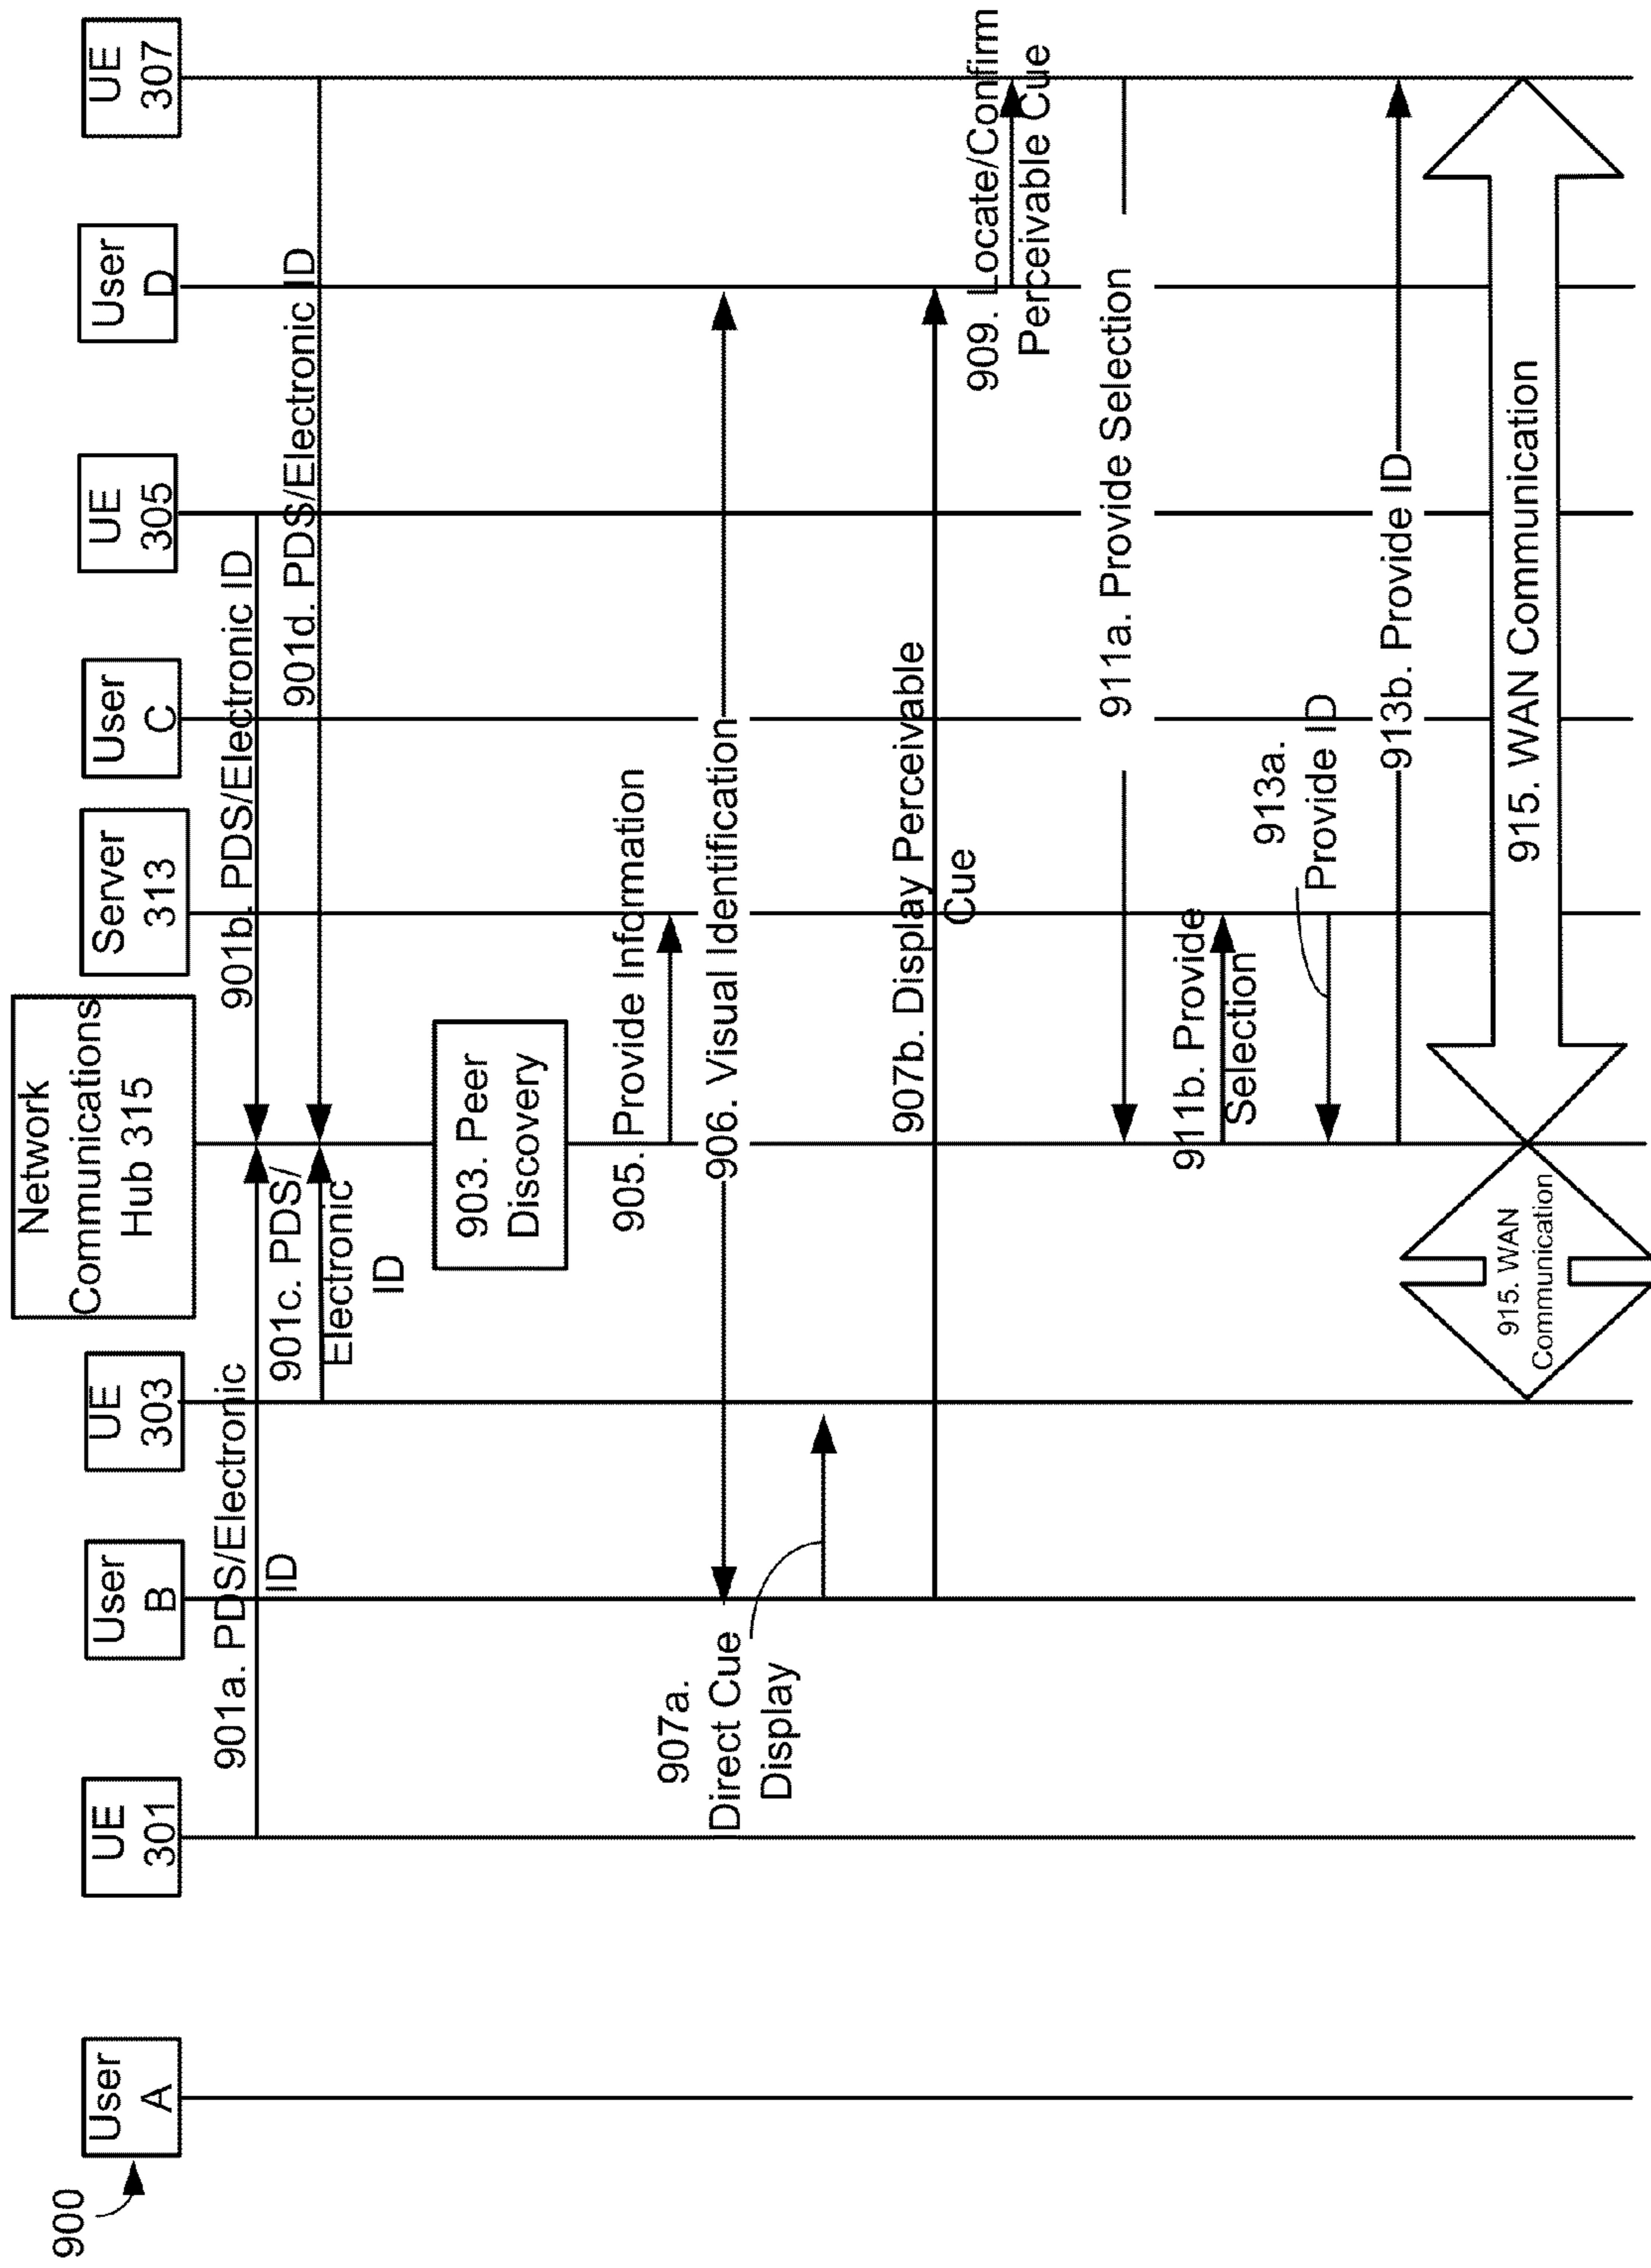 900
User
A
UE
301
User
B
UE
303
Network
Communications
Hub 315
Server
313
User
C
UE
305
User
D
UE
307
901a. PDS/Electronic
ID
901b. PDS/Electronic ID
901c. PDS/
Electronic
ID
901d. PDS/Electronic ID
903. Peer
Discovery
905. Provide Information
906. Visual Identification
907a.
Direct Cue
Display
907b. Display Perceivable
Cue
909. Locate/Confirm
Perceivable Cue
911a. Provide Selection
911b. Provide
Selection
913a.
Provide ID
913b. Provide ID
915. WAN
Communication
915. WAN Communication